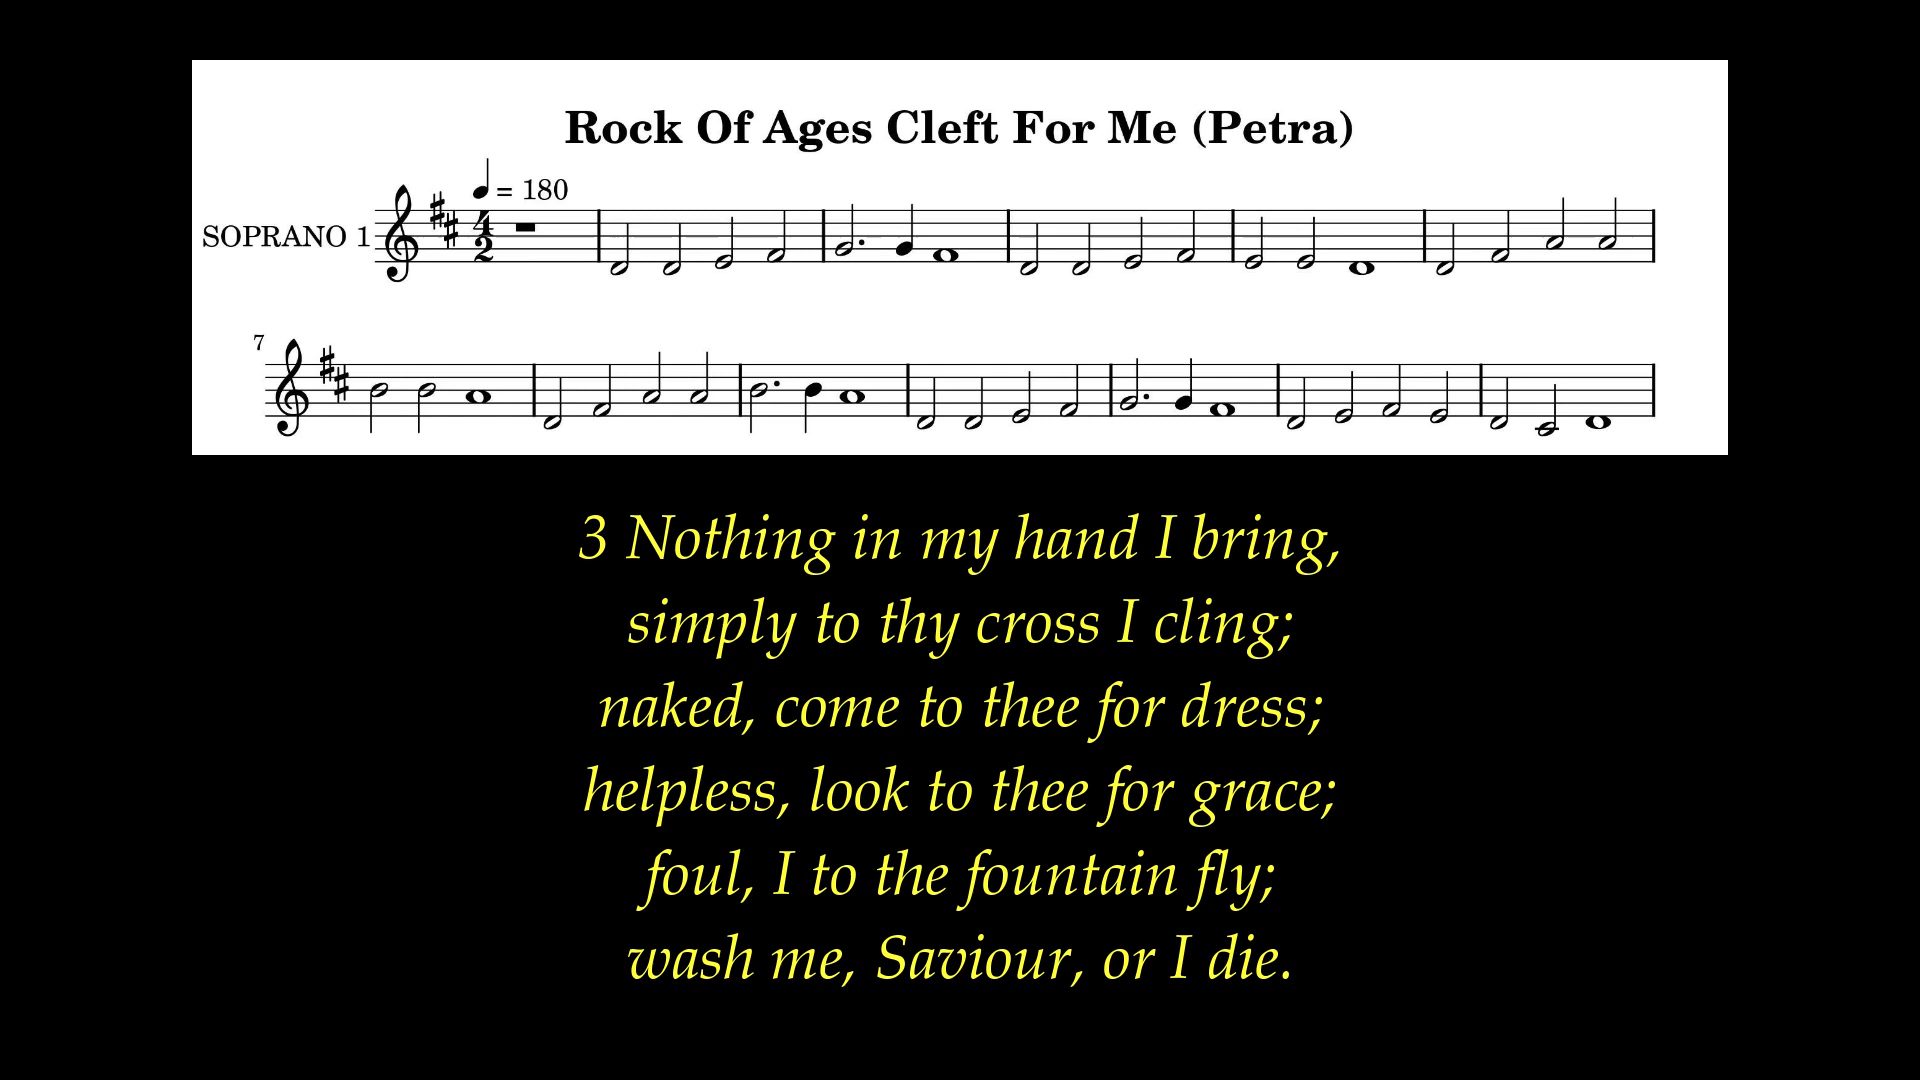 Rock Of Ages Cleft For Me (Petra)
= 180
SOPRANO 1
4
2
7
3 Nothing in my hand I bring,
simply to thy cross I cling;
naked, come to thee for dress;
helpless, look to thee for grace;
foul, I to the fountain fly;
wash me, Saviour, or I die.